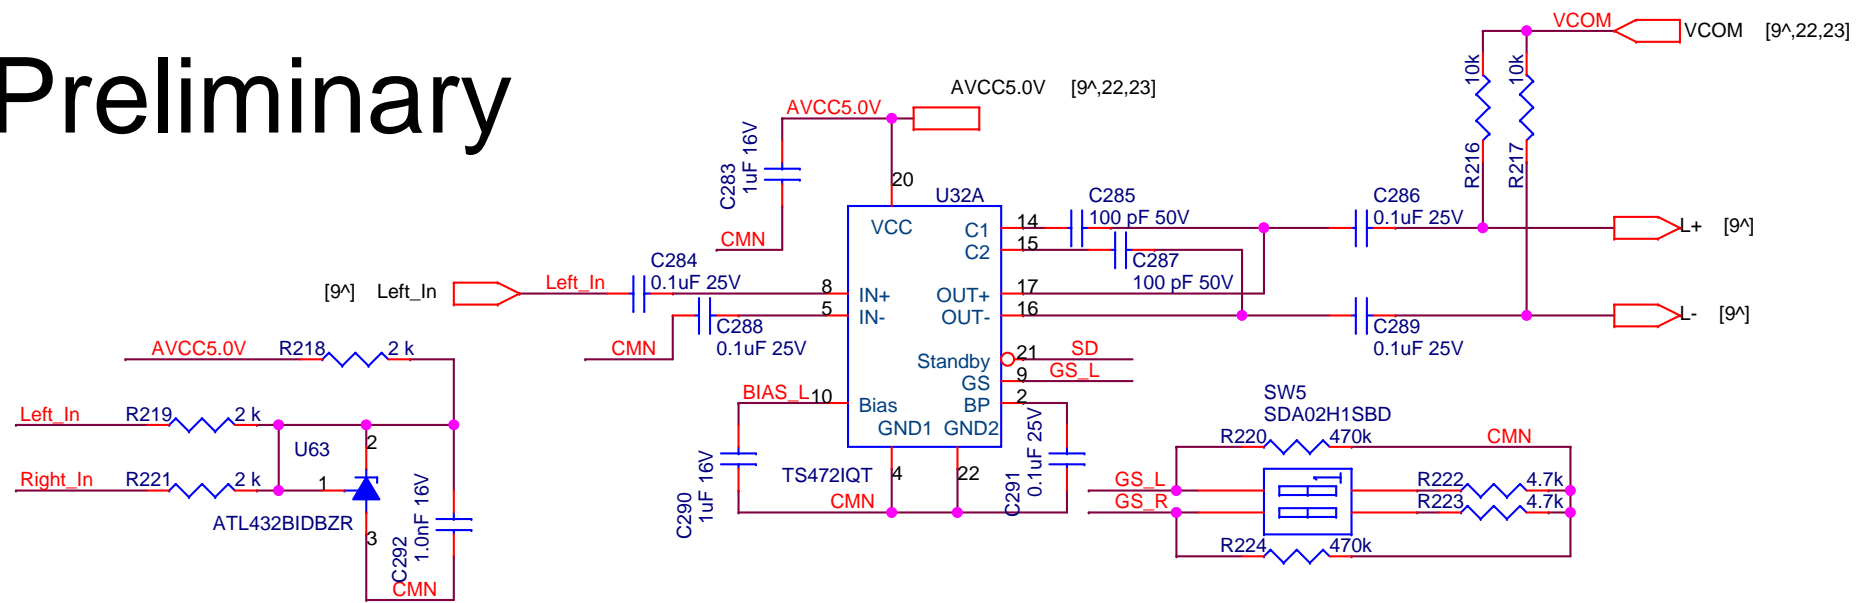 Preliminary
VCOM
VCOM [9^,22,23]
AVCC5.0V [9^,22,23]
AVCC5.0V
10k
10k
R216
R217
C283
1uF 16V
CMN
20
U32A
VCC
C1
C2
14
15
C285
100 pF 50V
C287
100 pF 50V
C286
0.1uF 25V
L+ [9^]
[9^] Left_In
Left_In
C284
0.1uF 25V
8
5
IN+
IN-
OUT+
OUT-
17
16
C288
0.1uF 25V
CMN
C289
0.1uF 25V
L- [9^]
AVCC5.0V
R218
2 k
Standby
21
SD
GS
9
GS_L
BIAS_L
10
Bias
BP
2
GND1
GND2
Left_In
R219
2 k
U63
2
Right_In
R221
2 k
1
ATL432BIDBZR
3
C292
1.0nF 16V
CMN
C290
1uF 16V
TS472IQT
4
22
CMN
C291
0.1uF 25V
SW5
SDA02H1SBD
R220
470k
CMN
GS_L
GS_R
1
R222
4.7k
R223
4.7k
R224
470k